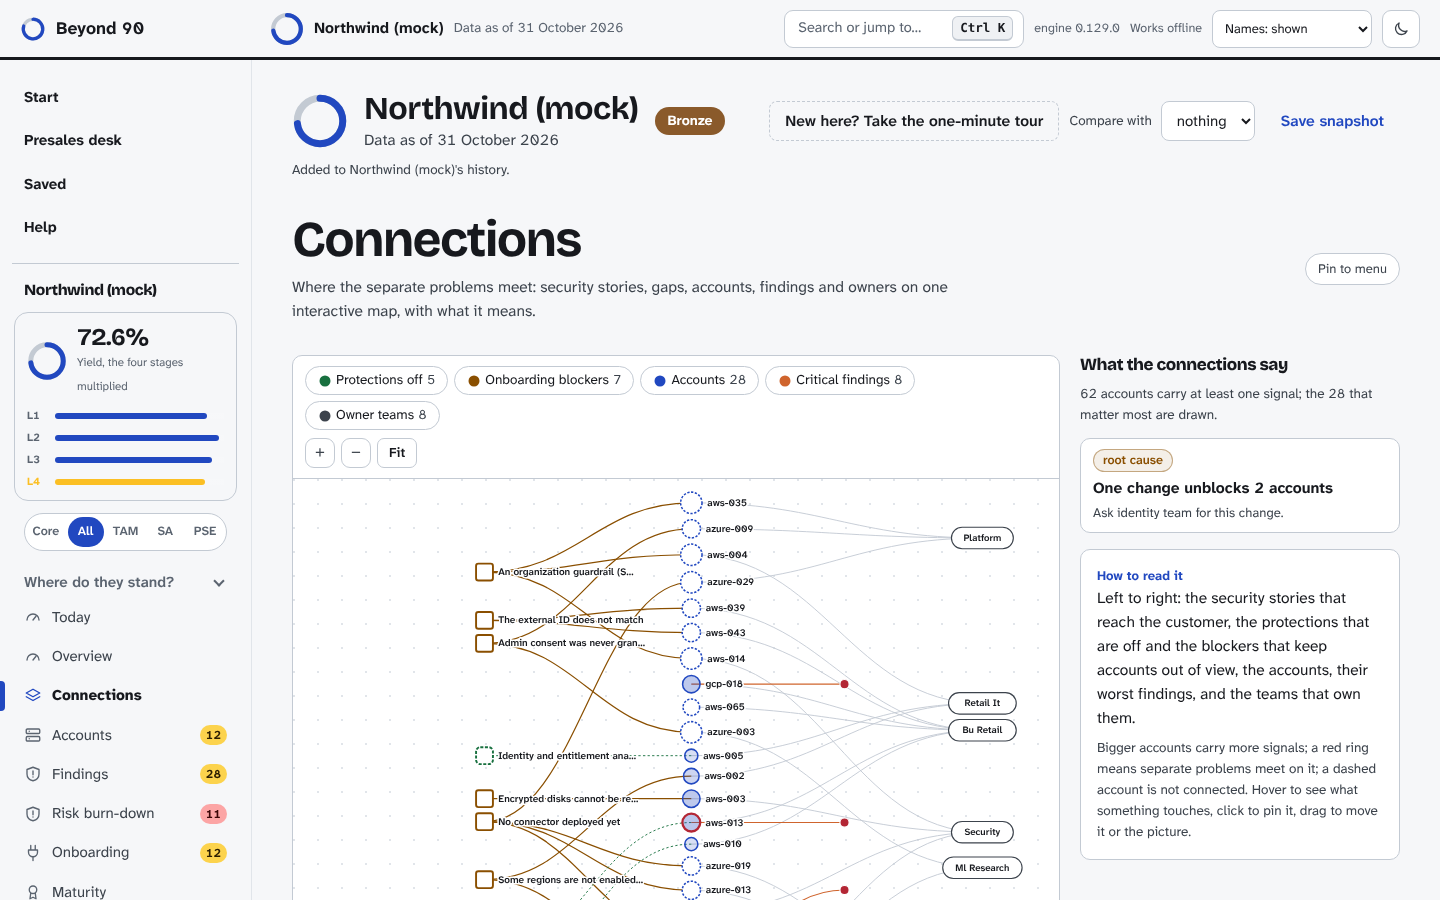 Beyond 90
Northwind (mock) Data as of 31 October 2026
Search or jump to... Ctrl K
engine 0.129.0 Works offline
Names: shown
Start
Presales desk
Saved
Help
Northwind (mock)
72.6%
Yield, the four stages
multiplied
L1
L2
L3
L4
Core All TAM SA PSE
Where do they stand?
Today
Overview
Connections
Accounts 12
Findings 28
Risk burn-down 11
Onboarding 12
Maturity
Northwind (mock) Bronze
Data as of 31 October 2026
New here? Take the one-minute tour
Compare with nothing
Save snapshot
Added to Northwind (mock)'s history.
Connections
Where the separate problems meet: security stories, gaps, accounts, findings and owners on one
interactive map, with what it means.
Pin to menu
Protections off 5 Onboarding blockers 7 Accounts 28 Critical findings 8
Owner teams 8
+ − Fit
An organization guardrail (S...
The external ID does not match
Admin consent was never gran...
Identity and entitlement ana...
Encrypted disks cannot be re...
No connector deployed yet
Some regions are not enabled...
aws-035
azure-009
aws-004
azure-029
aws-039
aws-043
aws-014
gcp-018
aws-065
azure-003
aws-005
aws-002
aws-003
aws-013
aws-010
azure-019
azure-013
Platform
Retail It
Bu Retail
Security
Ml Research
What the connections say
62 accounts carry at least one signal; the 28 that
matter most are drawn.
root cause
One change unblocks 2 accounts
Ask identity team for this change.
How to read it
Left to right: the security stories that
reach the customer, the protections that
are off and the blockers that keep
accounts out of view, the accounts, their
worst findings, and the teams that own
them.
Bigger accounts carry more signals; a red ring
means separate problems meet on it; a dashed
account is not connected. Hover to see what
something touches, click to pin it, drag to move
it or the picture.